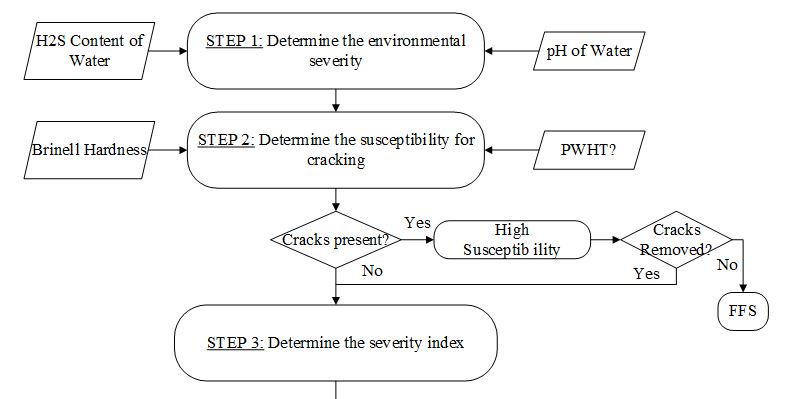 H2S Content of
Water
STEP 1: Determine the environmental
severity
pH of Water
Brinell Hardness
STEP 2: Determine the susceptibility for
cracking
PWHT?
Cracks present?
Yes
High
Susceptib ility
Cracks
Removed?
No
Yes
No
FFS
STEP 3: Determine the severity index